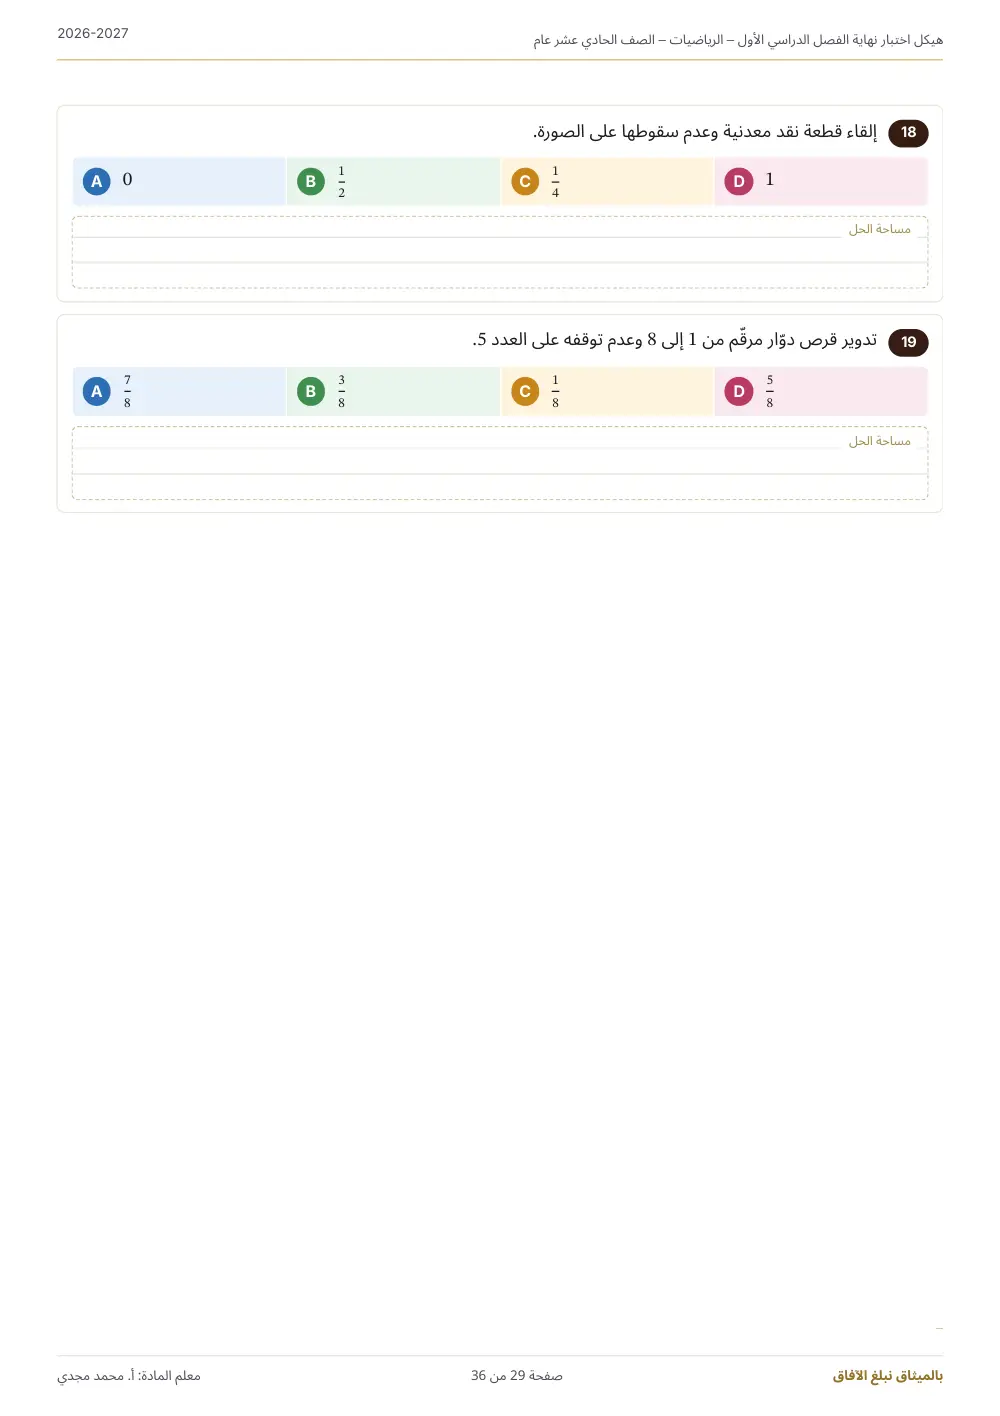 هيكل اختبار نهاية الفصل الدراسي الأول – الرياضيات – الصف الحادي عشر عام 2026-2027
18 إلقاء قطعة نقد معدنية وعدم سقوطها على الصورة.
A 0 B 1/2 C 1/4 D 1
مساحة الحل
19 تدوير قرص دوّار مرقّم من 1 إلى 8 وعدم توقفه على العدد 5.
A 7/8 B 3/8 C 1/8 D 5/8
مساحة الحل
بالميثاق نبلغ الآفاق صفحة 29 من 36 معلم المادة: أ. محمد مجدي